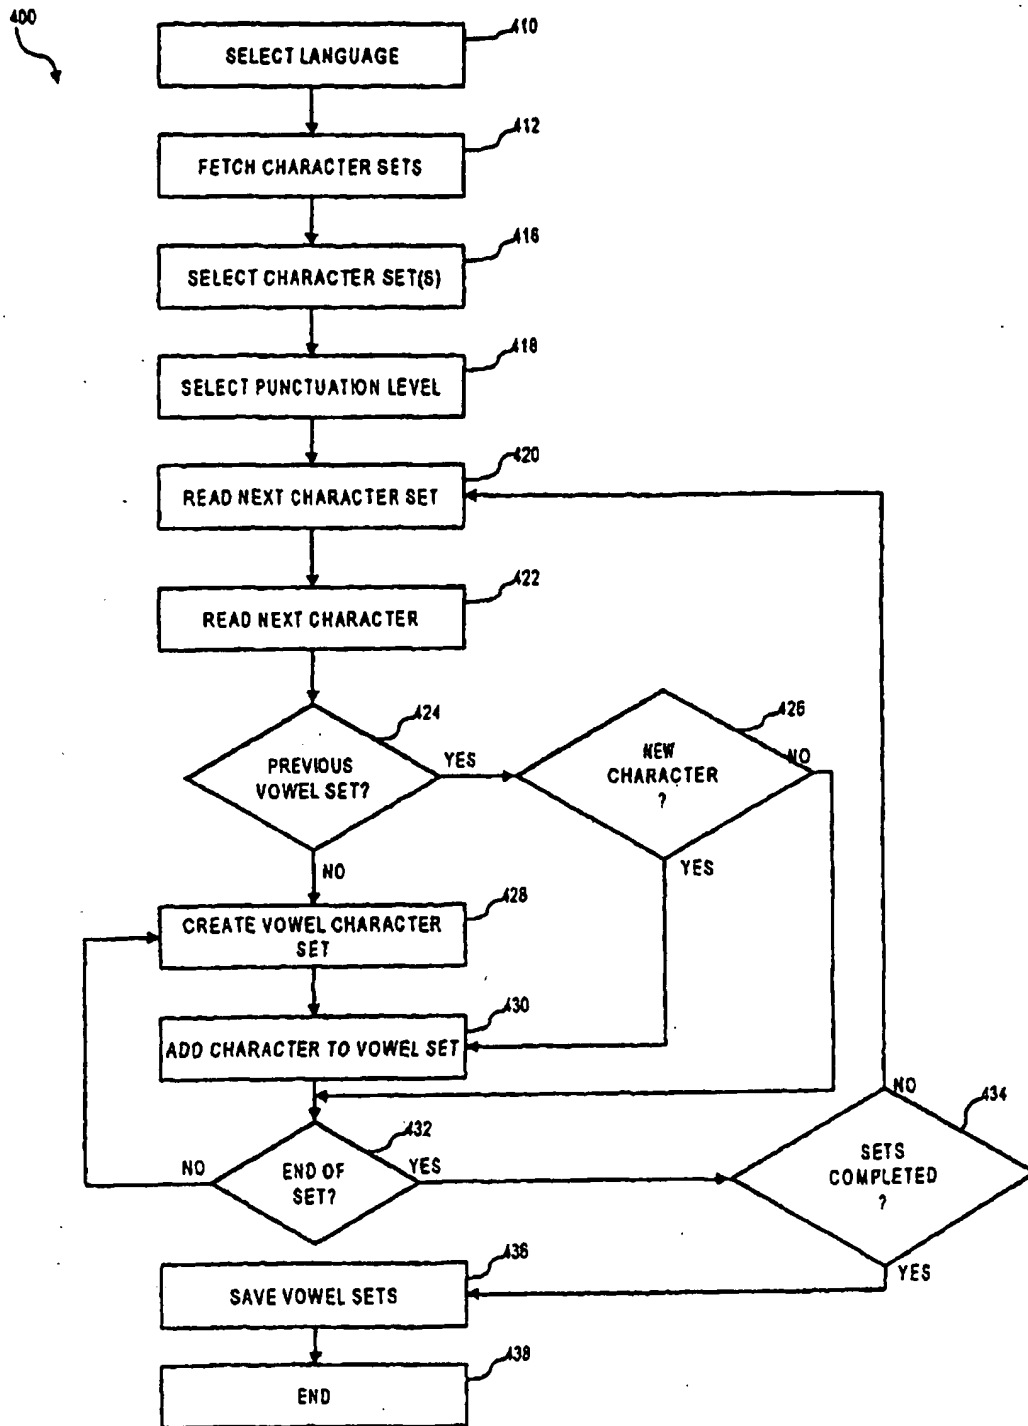 400
410
SELECT LANGUAGE
412
FETCH CHARACTER SETS
416
SELECT CHARACTER SET(S)
418
SELECT PUNCTUATION LEVEL
420
READ NEXT CHARACTER SET
422
READ NEXT CHARACTER
424
PREVIOUS
VOWEL SET?
YES
NO
426
NEW
CHARACTER
?
NO
YES
428
CREATE VOWEL CHARACTER
SET
430
ADD CHARACTER TO VOWEL SET
432
END OF
SET?
NO
YES
434
SETS
COMPLETED
?
NO
YES
436
SAVE VOWEL SETS
438
END